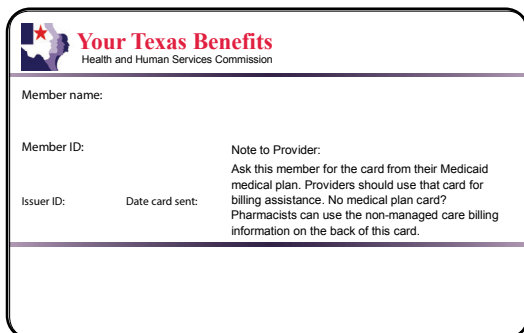 Your Texas Benefits
Health and Human Services Commission
Member name:
Member ID:
Note to Provider:
Ask this member for the card from their Medicaid
medical plan. Providers should use that card for
Issuer ID: Date card sent: billing assistance. No medical plan card?
Pharmacists can use the non-managed care billing
information on the back of this card.